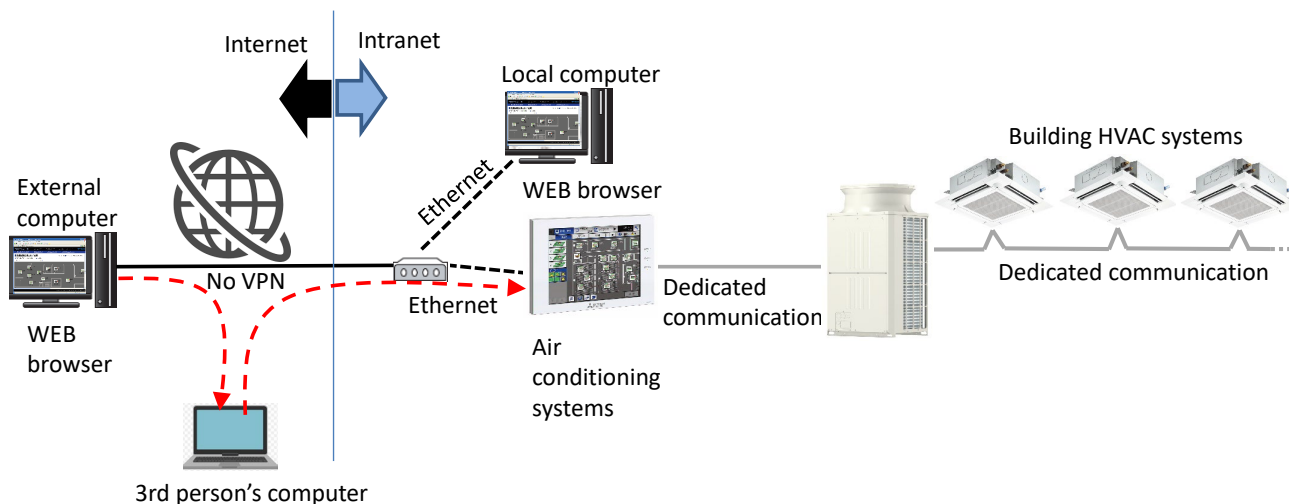 Internet
Intranet
Local computer
Building HVAC systems
External
computer
Ethernet
WEB browser
No VPN
Ethernet
Dedicated
communication
Dedicated communication
WEB
browser
Air
conditioning
systems
3rd person's computer